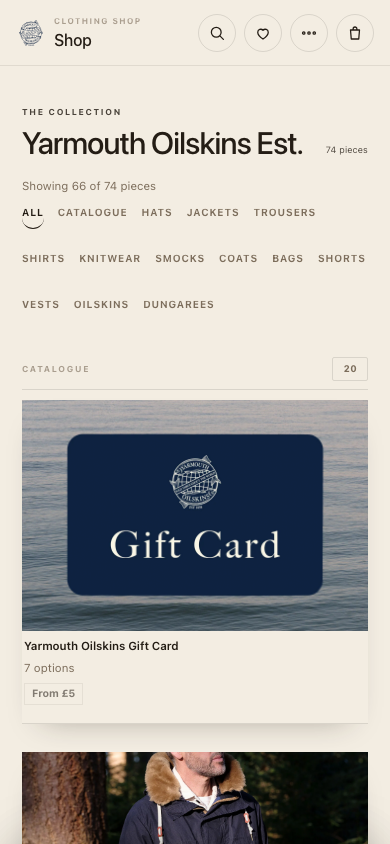 CLOTHING SHOP
Shop
THE COLLECTION
Yarmouth Oilskins Est.
74 pieces
Showing 66 of 74 pieces
ALL CATALOGUE HATS JACKETS TROUSERS
SHIRTS KNITWEAR SMOCKS COATS BAGS SHORTS
VESTS OILSKINS DUNGAREES
CATALOGUE
20
YARMOUTH
OILSKINS
Gift Card
Yarmouth Oilskins Gift Card
7 options
From £5